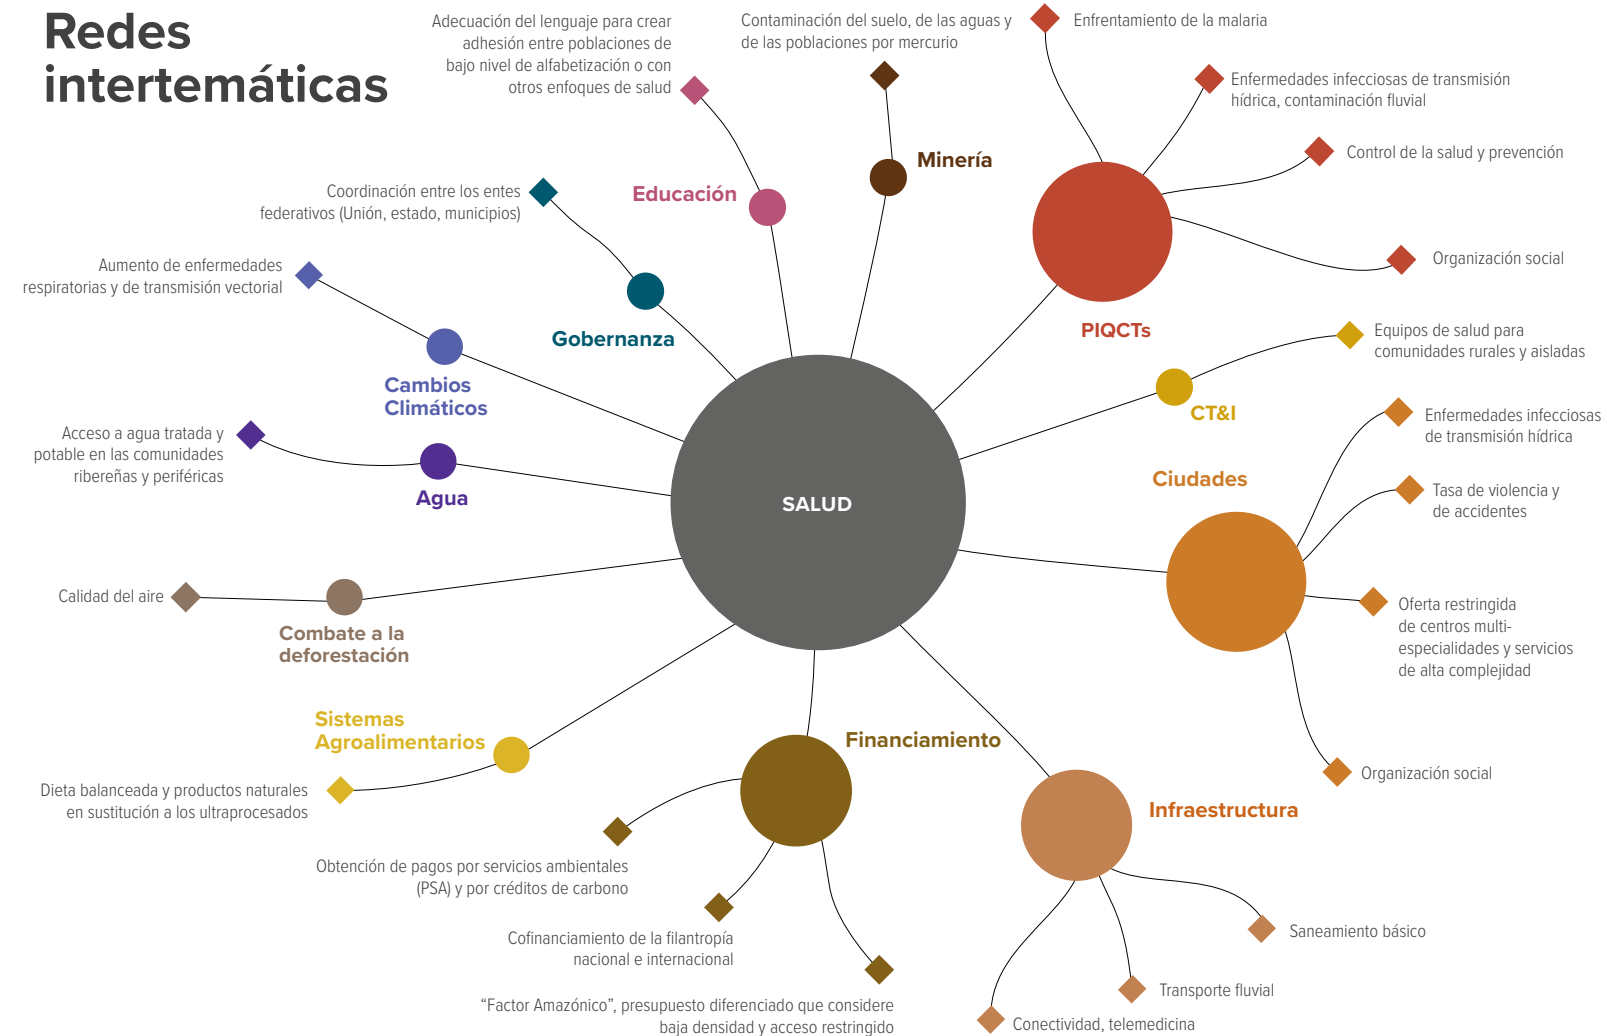 Redes
intertemáticas
Adecuación del lenguaje para crear
adhesión entre poblaciones de
bajo nivel de alfabetización o con
otros enfoques de salud
Contaminación del suelo, de las aguas y
de las poblaciones por mercurio
Enfrentamiento de la malaria
Enfermedades infecciosas de transmisión
hídrica, contaminación fluvial
Control de la salud y prevención
Organización social
Minería
Educación
PIQCTs
Coordinación entre los entes
federativos (Unión, estado, municipios)
Gobernanza
Aumento de enfermedades
respiratorias y de transmisión vectorial
Cambios
Climáticos
Equipos de salud para
comunidades rurales y aisladas
CT&I
Acceso a agua tratada y
potable en las comunidades
ribereñas y periféricas
Agua
SALUD
Ciudades
Enfermedades infecciosas
de transmisión hídrica
Tasa de violencia y
de accidentes
Oferta restringida
de centros multi-
especialidades y servicios
de alta complejidad
Organización social
Calidad del aire
Combate a la
deforestación
Sistemas
Agroalimentarios
Dieta balanceada y productos naturales
en sustitución a los ultraprocesados
Financiamiento
Obtención de pagos por servicios ambientales
(PSA) y por créditos de carbono
Cofinanciamiento de la filantropía
nacional e internacional
“Factor Amazónico”, presupuesto diferenciado que considere
baja densidad y acceso restringido
Infraestructura
Saneamiento básico
Transporte fluvial
Conectividad, telemedicina